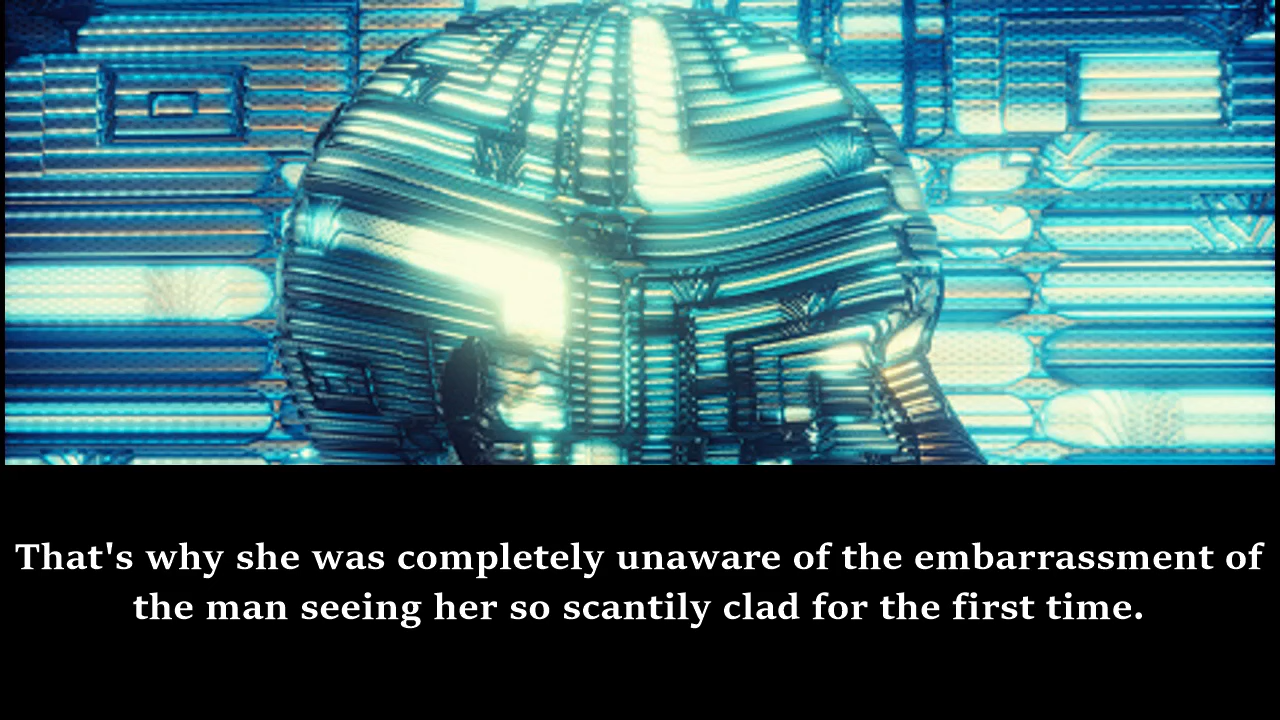 That's why she was completely unaware of the embarrassment of
the man seeing her so scantily clad for the first time.